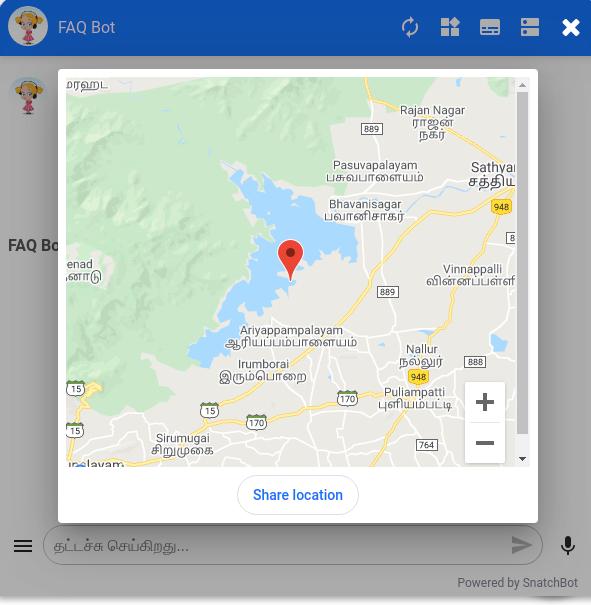 FAQ Bot
மரஹட
Rajan Nagar
ராஜன்
நகர்
889
Pasuvapalayam
பசுவபாளையம்
Sathya
சத்திய
Bhavanisagar
பவானிசாகர்
948
FAQ Bo
8
enad
னாடு
Vinnappalli
வின்னப்பள்ளி
889
Ariyappampalayam
ஆரியப்பம்பாளையம்
Nallur
நல்லூர்
Irumborai
இரும்பொறை
888
948
15
Puliampatti
புளியம்பட்டி
170
15
170
15
Sirumugai
சிறுமுகை
764
upalayam
Share location
தட்டச்சு செய்கிறது...
Powered by SnatchBot